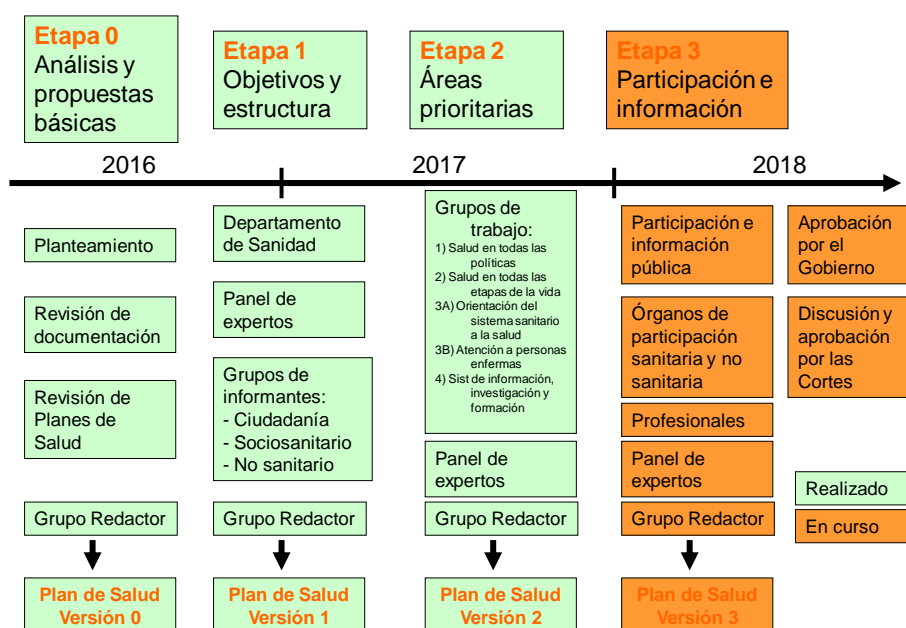 Etapa 0
Análisis y
propuestas
básicas
Etapa 1
Objetivos y
estructura
Etapa 2
Áreas
prioritarias
Etapa 3
Participación e
información
2016
2017
2018
Planteamiento
Revisión de
documentación
Revisión de
Planes de
Salud
Grupo Redactor
Plan de Salud
Versión 0
Departamento
de Sanidad
Panel de
expertos
Grupos de
informantes:
- Ciudadanía
- Sociosanitario
- No sanitario
Grupo Redactor
Plan de Salud
Versión 1
Grupos de
trabajo:
1) Salud en todas las
políticas
2) Salud en todas las
etapas de la vida
3A) Orientación del
sistema sanitario
a la salud
3B) Atención a personas
enfermas
4) Sist de información,
investigación y
formación
Panel de
expertos
Grupo Redactor
Plan de Salud
Versión 2
Participación e
información
pública
Órganos de
participación
sanitaria y no
sanitaria
Profesionales
Panel de
expertos
Grupo Redactor
Plan de Salud
Versión 3
Aprobación
por el
Gobierno
Discusión y
aprobación
por las
Cortes
Realizado
En curso